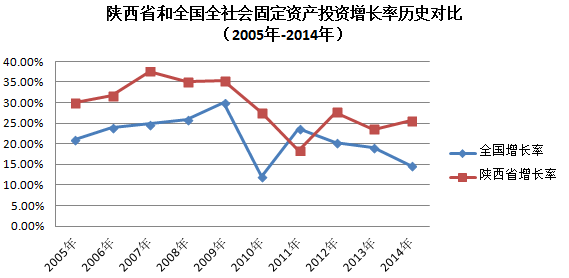 陕西省和全国全社会固定资产投资增长率历史对比
（2005年-2014年）
40.00%
35.00%
30.00%
25.00%
20.00%
15.00%
10.00%
5.00%
0.00%
2005年
2006年
2007年
2008年
2009年
2010年
2011年
2012年
2013年
2014年
全国增长率
陕西省增长率